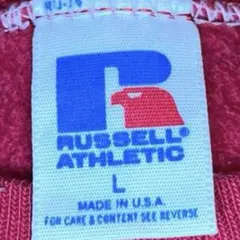 RUSSELL®
ATHLETIC
L
MADE IN U.S.A.
FOR CARE & CONTENT SEE REVERSE